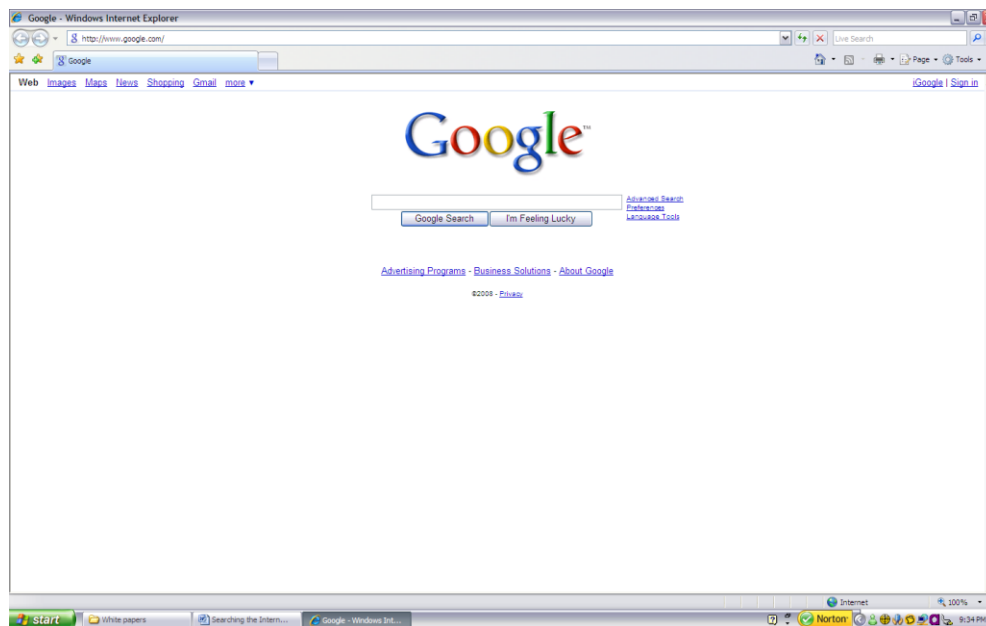 Google - Windows Internet Explorer
http://www.google.com/
Live Search
Google
Page
Tools
Web Images Maps News Shopping Gmail more ▼
iGoogle | Sign in
Google™
Advanced Search
Preferences
Language Tools
Google Search
I'm Feeling Lucky
Advertising Programs - Business Solutions - About Google
©2008 - Privacy
Internet
100%
start
White papers
Searching the Intern...
Google - Windows Int...
Norton
9:34 PM